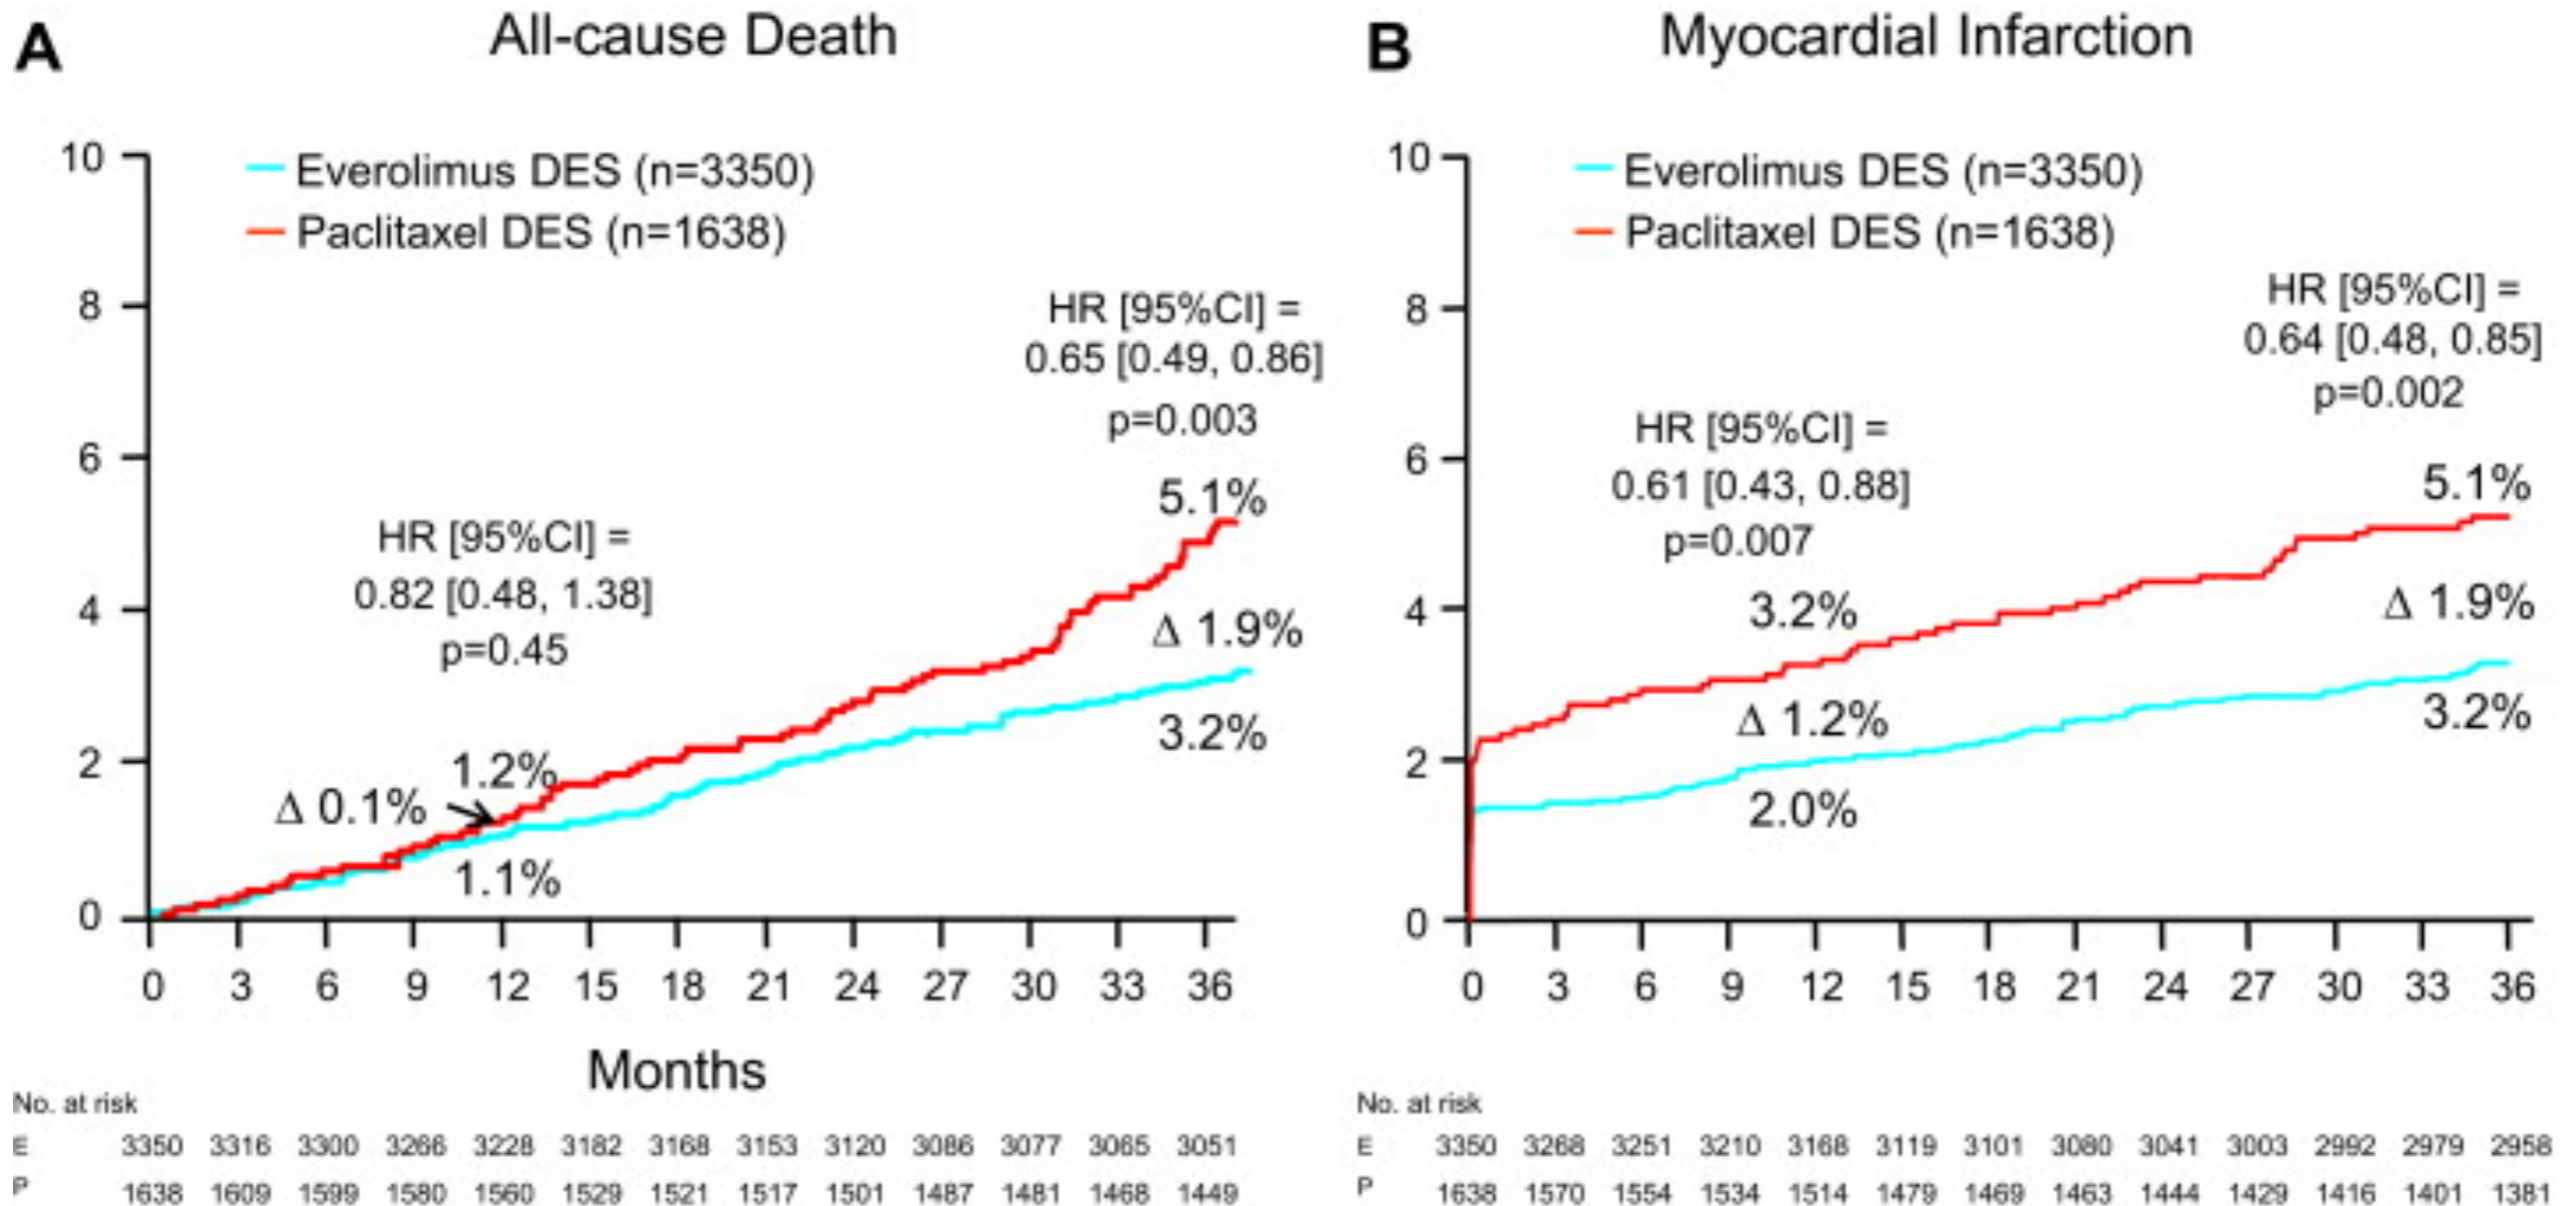 A
All-cause Death
10
8
6
4
2
0
Everolimus DES (n=3350)
Paclitaxel DES (n=1638)
HR [95%CI] =
0.65 [0.49, 0.86]
p=0.003
5.1%
HR [95%CI] =
0.82 [0.48, 1.38]
p=0.45
Δ 1.9%
3.2%
1.2%
Δ 0.1%
1.1%
0 3 6 9 12 15 18 21 24 27 30 33 36
Months
No. at risk
E 3350 3316 3300 3266 3228 3182 3168 3153 3120 3086 3077 3065 3051
P 1638 1609 1599 1580 1560 1529 1521 1517 1501 1487 1481 1468 1449
B
Myocardial Infarction
10
8
6
4
2
0
Everolimus DES (n=3350)
Paclitaxel DES (n=1638)
HR [95%CI] =
0.64 [0.48, 0.85]
p=0.002
HR [95%CI] =
0.61 [0.43, 0.88]
p=0.007
5.1%
3.2%
Δ 1.9%
Δ 1.2%
3.2%
2.0%
0 3 6 9 12 15 18 21 24 27 30 33 36
No. at risk
E 3350 3268 3251 3210 3168 3119 3101 3080 3041 3003 2992 2979 2958
P 1638 1570 1554 1534 1514 1479 1469 1463 1444 1429 1416 1401 1381